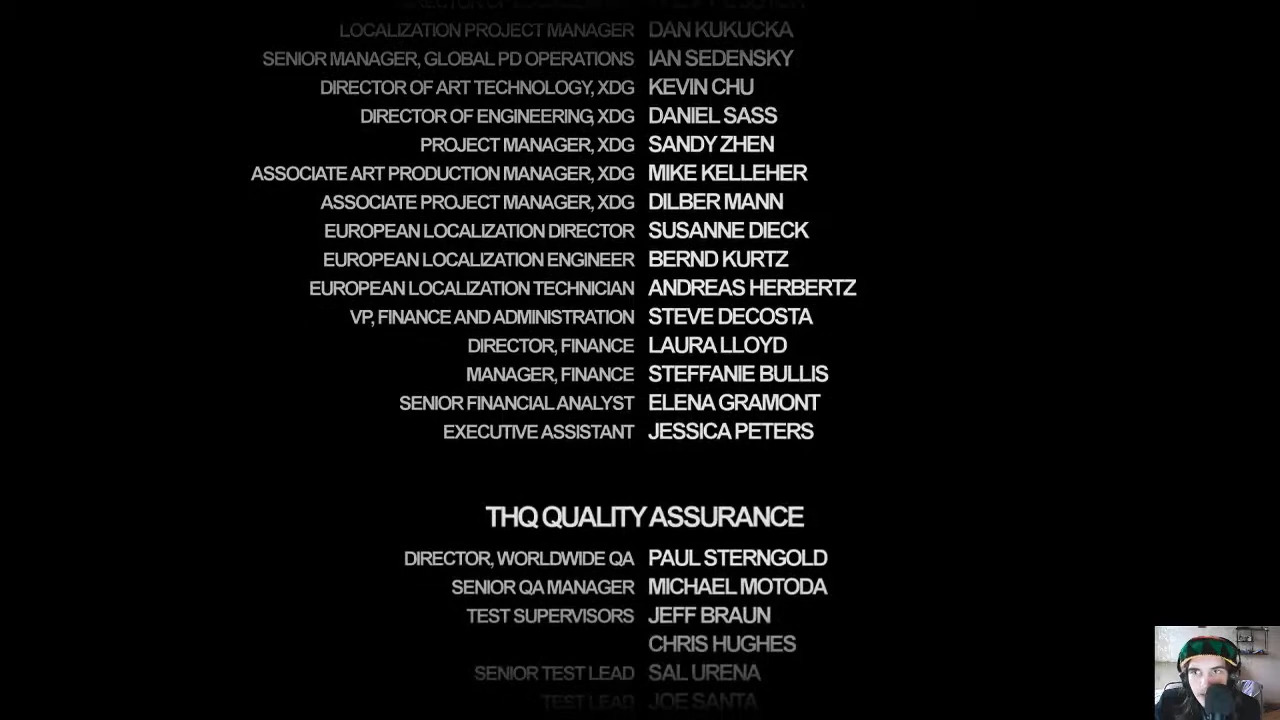 LOCALIZATION PROJECT MANAGER DAN KUKUCKA
SENIOR MANAGER, GLOBAL PD OPERATIONS IAN SEDENSKY
DIRECTOR OF ART TECHNOLOGY, XDG KEVIN CHU
DIRECTOR OF ENGINEERING, XDG DANIEL SASS
PROJECT MANAGER, XDG SANDY ZHEN
ASSOCIATE ART PRODUCTION MANAGER, XDG MIKE KELLEHER
ASSOCIATE PROJECT MANAGER, XDG DILBER MANN
EUROPEAN LOCALIZATION DIRECTOR SUSANNE DIECK
EUROPEAN LOCALIZATION ENGINEER BERND KURTZ
EUROPEAN LOCALIZATION TECHNICIAN ANDREAS HERBERTZ
VP, FINANCE AND ADMINISTRATION STEVE DECOSTA
DIRECTOR, FINANCE LAURA LLOYD
MANAGER, FINANCE STEFFANIE BULLIS
SENIOR FINANCIAL ANALYST ELENA GRAMONT
EXECUTIVE ASSISTANT JESSICA PETERS
THQ QUALITY ASSURANCE
DIRECTOR, WORLDWIDE QA PAUL STERNGOLD
SENIOR QA MANAGER MICHAEL MOTODA
TEST SUPERVISORS JEFF BRAUN
CHRIS HUGHES
SENIOR TEST LEAD SAL URENA
TEST LEAD JOE SANTA